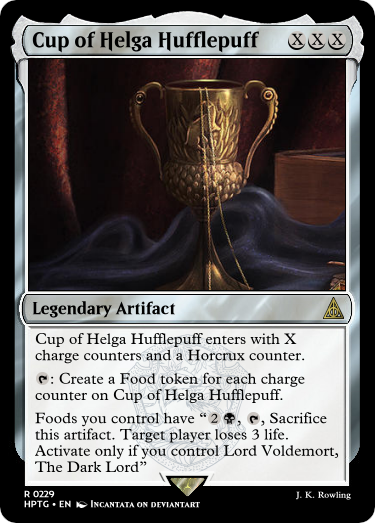 Cup of Helga Hufflepuff X X X
Legendary Artifact
Cup of Helga Hufflepuff enters with X
charge counters and a Horcrux counter.
: Create a Food token for each charge
counter on Cup of Helga Hufflepuff.
Foods you control have “ 2 , , Sacrifice
this artifact. Target player loses 3 life.
Activate only if you control Lord Voldemort,
The Dark Lord”
R 0229
J. K. Rowling
HPTG • EN Incantata on deviantart